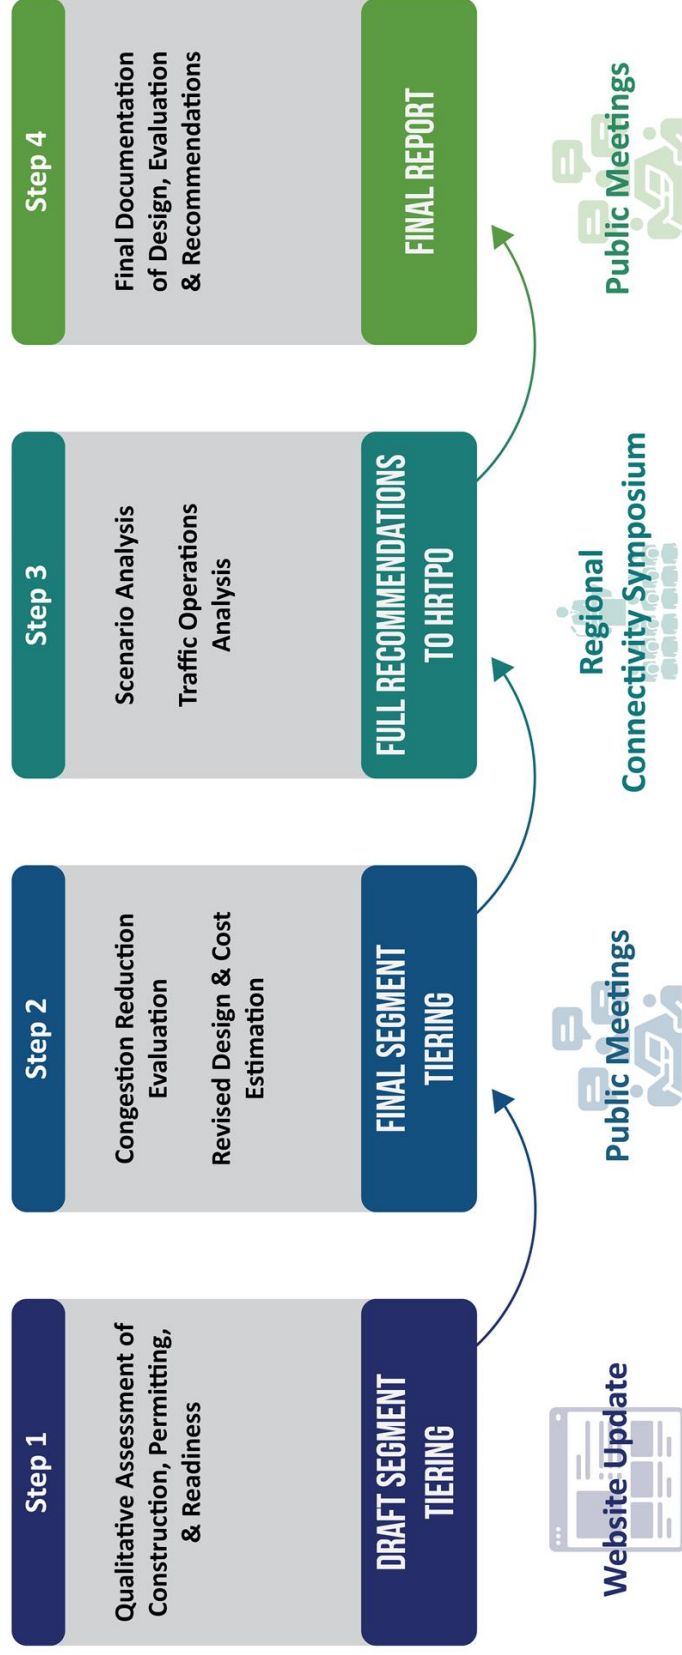 Step 1
Qualitative Assessment of
Construction, Permitting,
& Readiness
DRAFT SEGMENT
TIERING
Website Update
Step 2
Congestion Reduction
Evaluation
Revised Design & Cost
Estimation
FINAL SEGMENT
TIERING
Public Meetings
Step 3
Scenario Analysis
Traffic Operations
Analysis
FULL RECOMMENDATIONS
TO HRTPO
Regional
Connectivity Symposium
Step 4
Final Documentation
of Design, Evaluation
& Recommendations
FINAL REPORT
Public Meetings